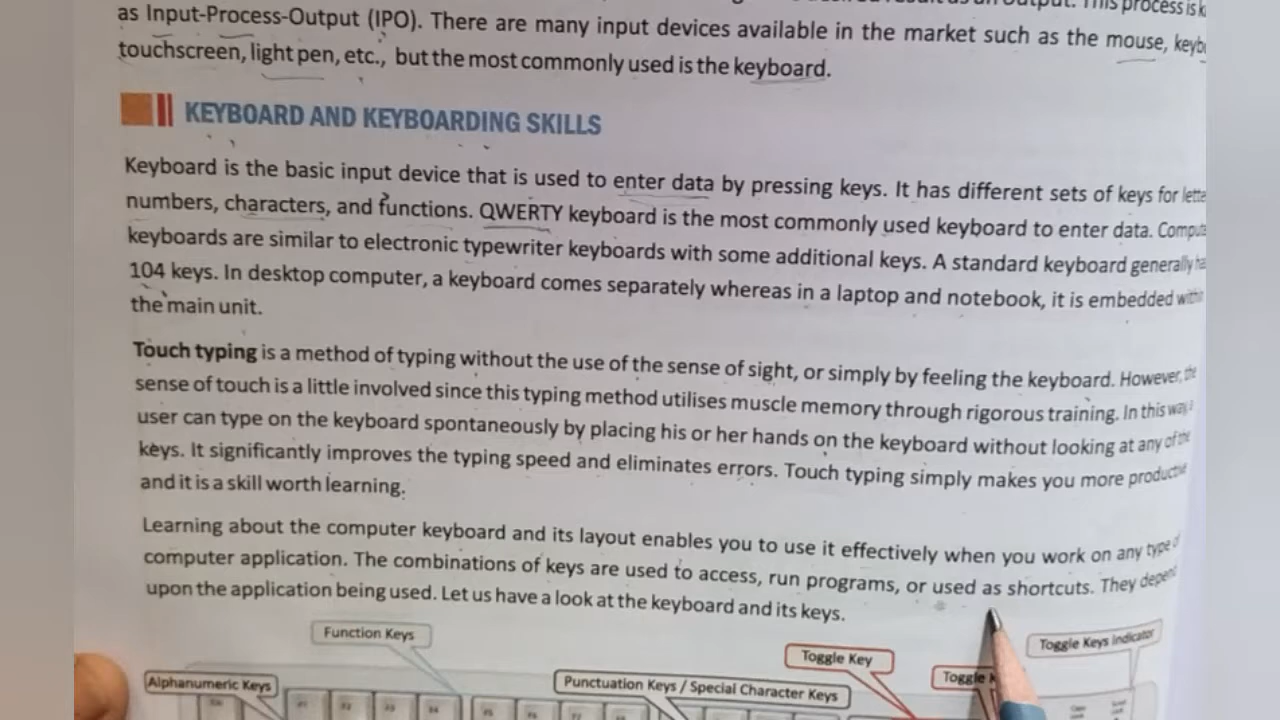 This process is
as Input-Process-Output (IPO). There are many input devices available in the market such as the mouse,
touchscreen, light pen, etc., but the most commonly used is the keyboard.
KEYBOARD AND KEYBOARDING SKILLS
Keyboard is the basic input device that is used to enter data by pressing keys. It has different sets of keys for
numbers, characters, and functions. QWERTY keyboard is the most commonly used keyboard to enter data.
keyboards are similar to electronic typewriter keyboards with some additional keys. A standard keyboard generally
104 keys. In desktop computer, a keyboard comes separately whereas in a laptop and notebook, it is embedded within
the main unit.
Touch typing is a method of typing without the use of the sense of sight, or simply by feeling the keyboard. However, the
sense of touch is a little involved since this typing method utilises muscle memory through rigorous training. In this way a
user can type on the keyboard spontaneously by placing his or her hands on the keyboard without looking at any of the
keys. It significantly improves the typing speed and eliminates errors. Touch typing simply makes you more productive
and it is a skill worth learning.
Learning about the computer keyboard and its layout enables you to use it effectively when you work on any type of
computer application. The combinations of keys are used to access, run programs, or used as shortcuts. They depend
upon the application being used. Let us have a look at the keyboard and its keys.
Function Keys
Toggle Key
Toggle Keys Indicator
Alphanumeric Keys
Punctuation Keys / Special Character Keys
Toggle